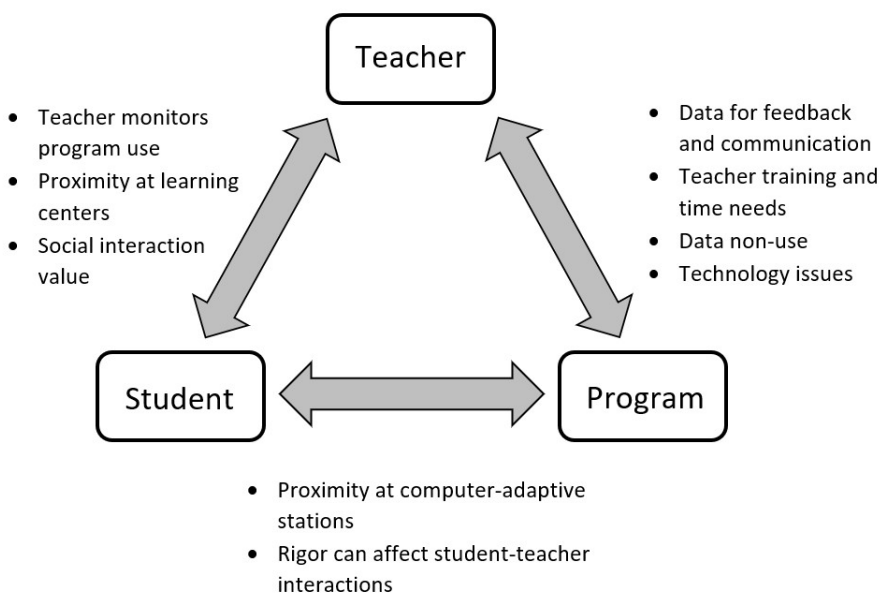 Teacher
• Teacher monitors
program use
• Proximity at learning
centers
• Social interaction
value
• Data for feedback
and communication
• Teacher training and
time needs
• Data non-use
• Technology issues
Student
Program
• Proximity at computer-adaptive
stations
• Rigor can affect student-teacher
interactions